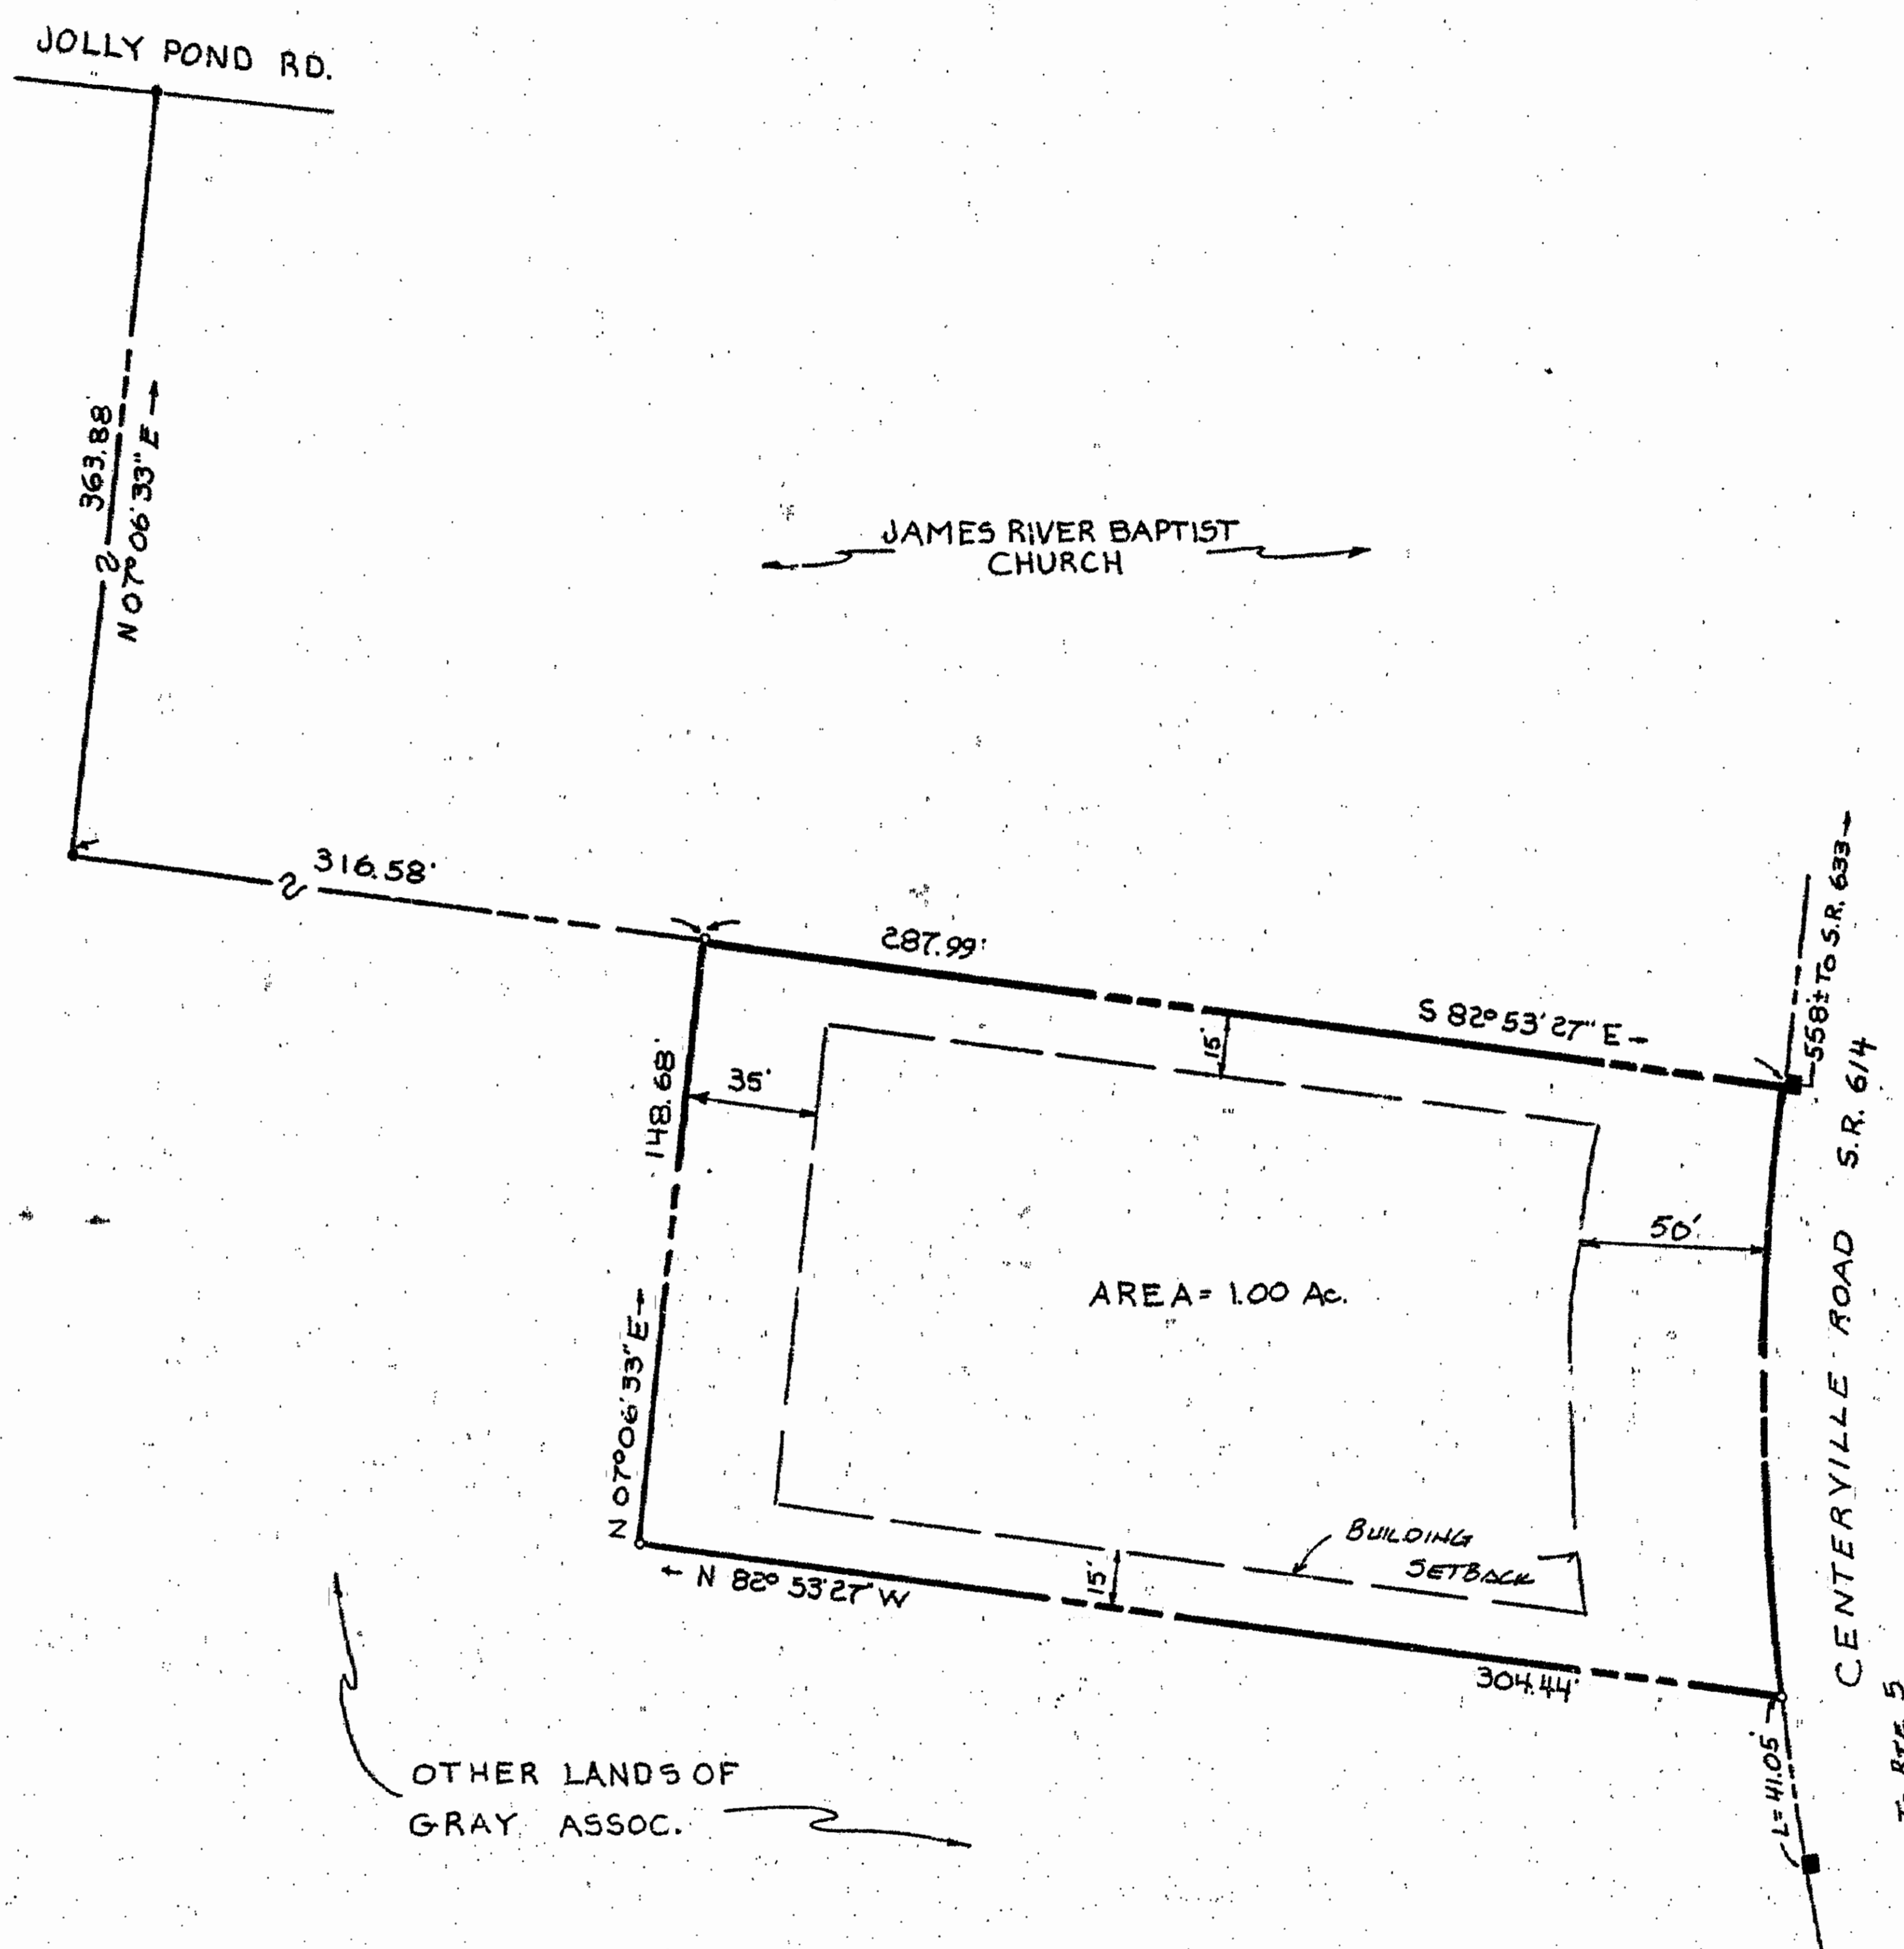 JOLLY POND RD.
363.88'
N 07° 06' 33" E
JAMES RIVER BAPTIST
CHURCH
316.58'
287.99'
S 82° 53' 27" E
558'± TO S.R. 633
148.68'
N 07° 06' 33" E
35'
15'
50'
AREA = 1.00 Ac.
CENTERVILLE ROAD S.R. 614
BUILDING
SETBACK
15'
N 82° 53' 27" W
304.44'
L=41.05'
RTE 5
OTHER LANDS OF
GRAY ASSOC.